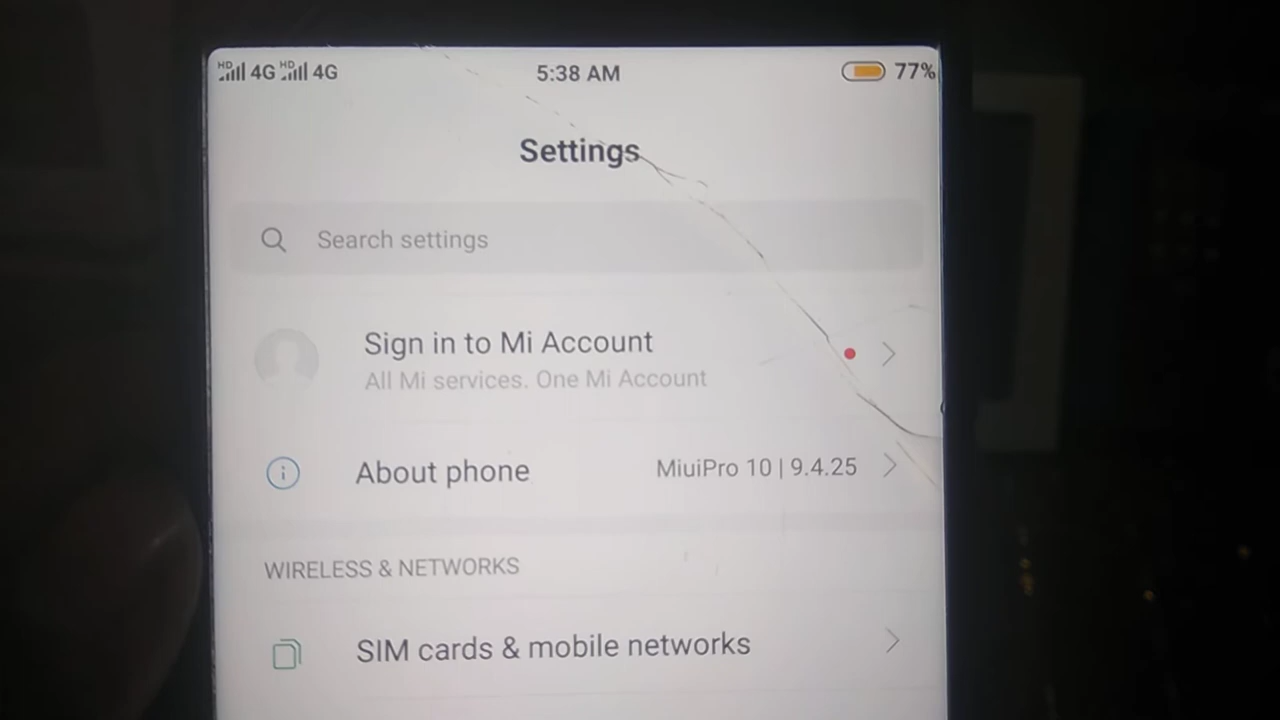 HD 4G HD 4G 5:38 AM 77%
Settings
Search settings
Sign in to Mi Account
All Mi services. One Mi Account
About phone MiuiPro 10 | 9.4.25
WIRELESS & NETWORKS
SIM cards & mobile networks